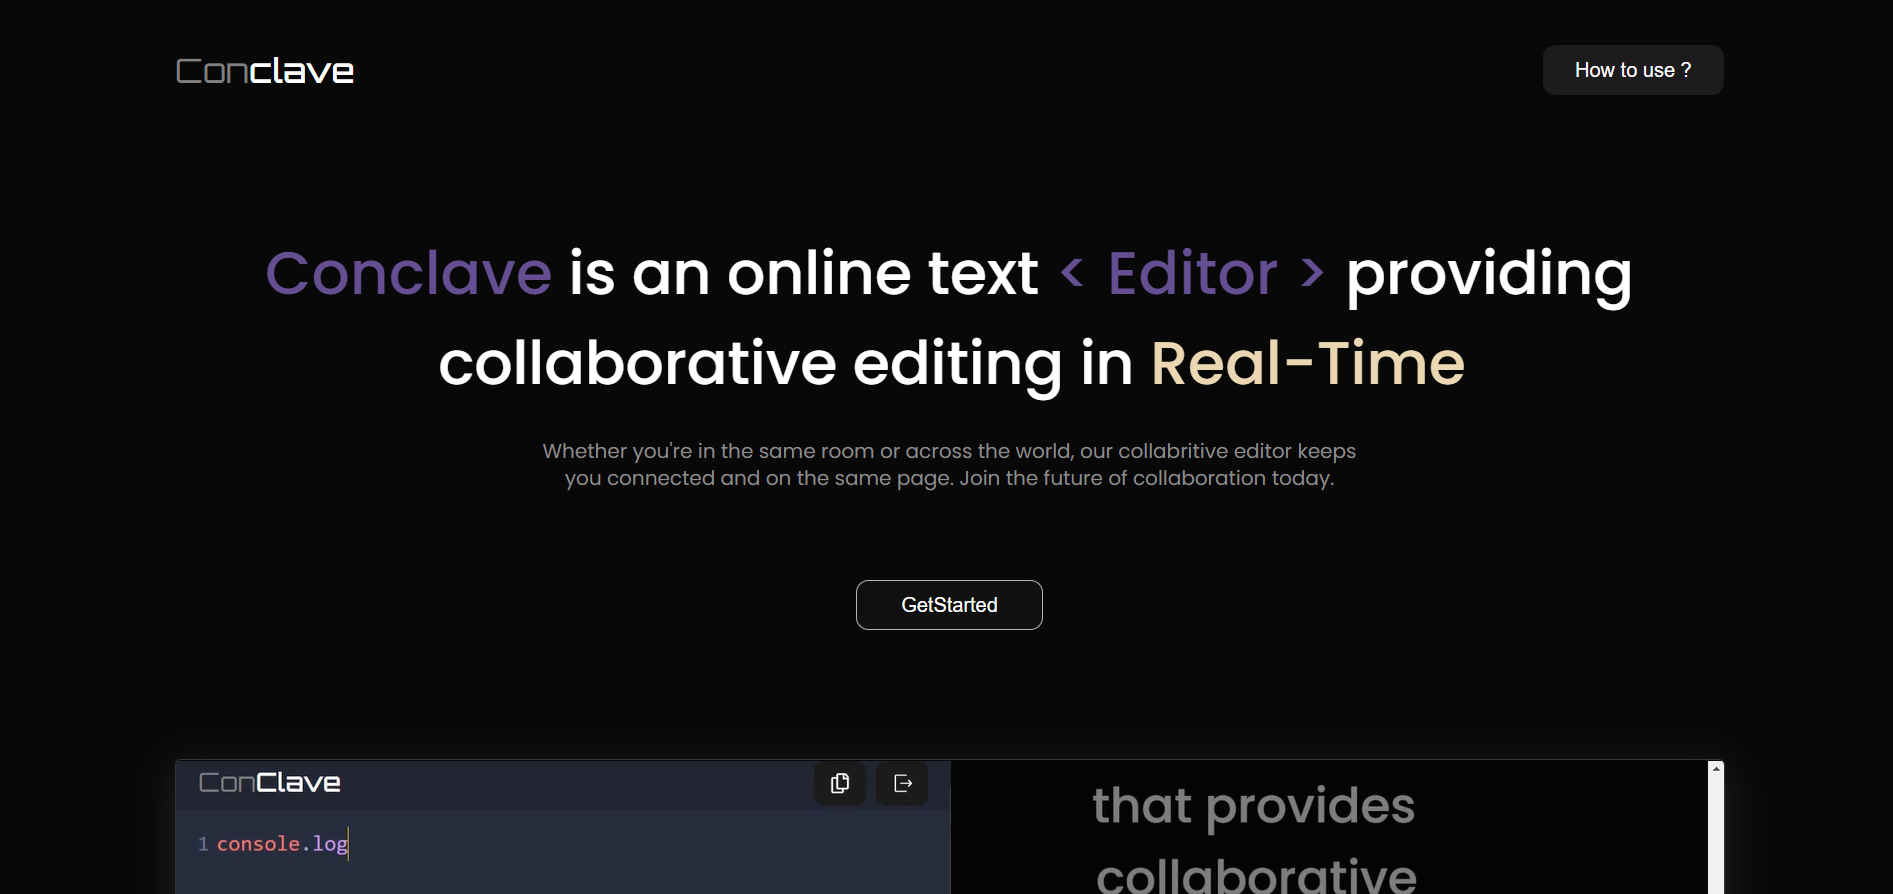 Conclave
How to use ?
Conclave is an online text < Editor > providing
collaborative editing in Real-Time
Whether you're in the same room or across the world, our collabritive editor keeps
you connected and on the same page. Join the future of collaboration today.
GetStarted
ConClave
1 console.log
that provides
collaborative